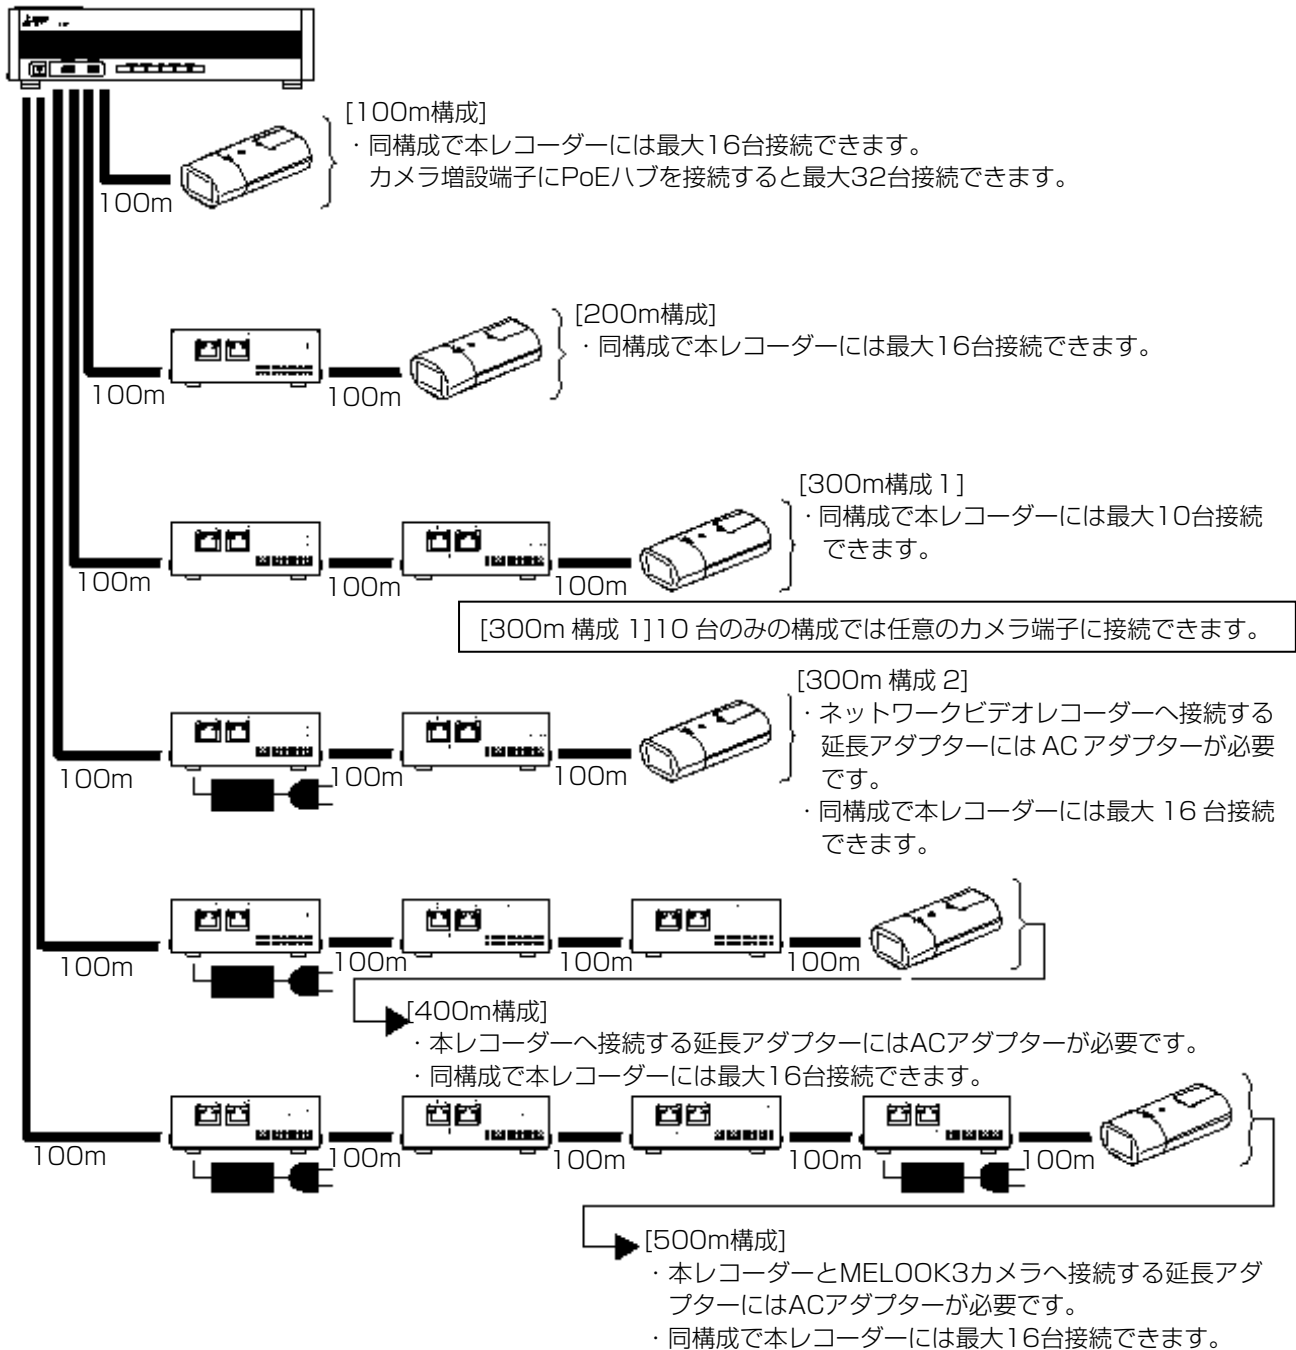 [100m構成]
・同構成で本レコーダーには最大16台接続できます。
カメラ増設端子にPoEハブを接続すると最大32台接続できます。
100m
[200m構成]
・同構成で本レコーダーには最大16台接続できます。
100m
100m
[300m構成1]
・同構成で本レコーダーには最大10台接続
できます。
100m
100m
100m
[300m 構成 1]10 台のみの構成では任意のカメラ端子に接続できます。
[300m 構成 2]
・ネットワークビデオレコーダーへ接続する
延長アダプターには AC アダプターが必要
です。
・同構成で本レコーダーには最大 16 台接続
できます。
100m
100m
100m
100m
100m
100m
100m
[400m構成]
・本レコーダーへ接続する延長アダプターにはACアダプターが必要です。
・同構成で本レコーダーには最大16台接続できます。
100m
100m
100m
100m
100m
[500m構成]
・本レコーダーとMELOOK3カメラへ接続する延長アダ
プターにはACアダプターが必要です。
・同構成で本レコーダーには最大16台接続できます。